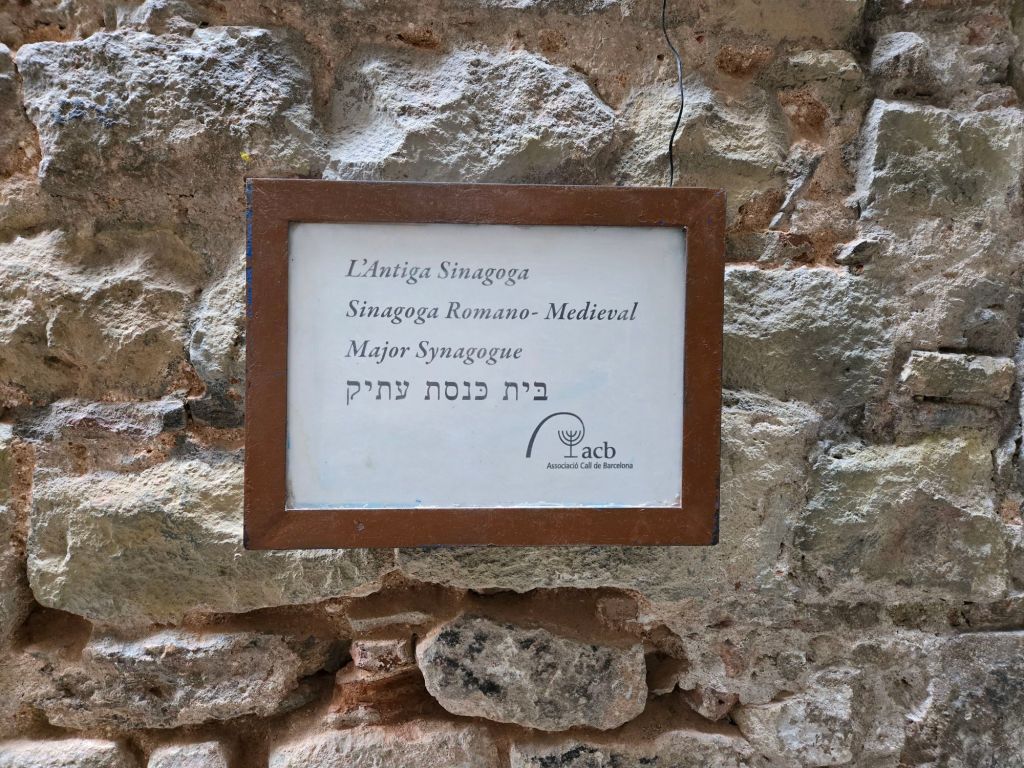 L'Antiga Sinagoga
Sinagoga Romano- Medieval
Major Synagogue
בית כנסת עתיק
acb
Associació Call de Barcelona